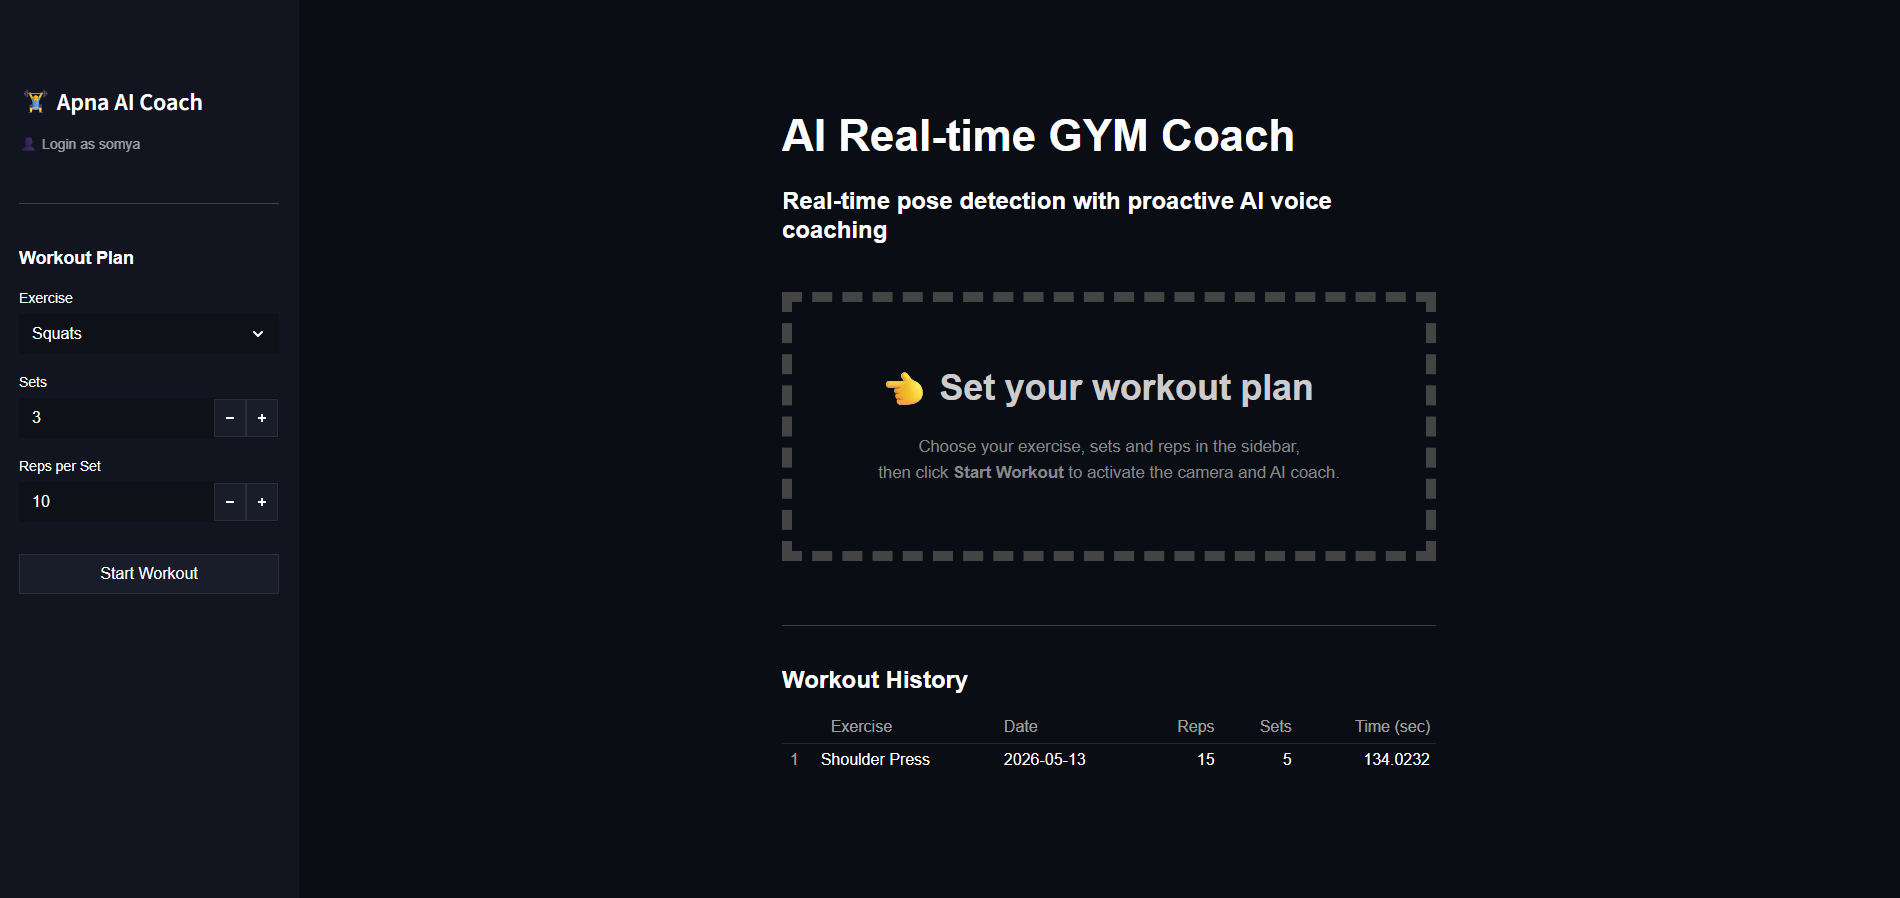 Apna AI Coach
Login as somya
Workout Plan
Exercise
Squats
Sets
3
Reps per Set
10
Start Workout
AI Real-time GYM Coach
Real-time pose detection with proactive AI voice
coaching
Set your workout plan
Choose your exercise, sets and reps in the sidebar,
then click Start Workout to activate the camera and AI coach.
Workout History
Exercise Date Reps Sets Time (sec)
1 Shoulder Press 2026-05-13 15 5 134.0232